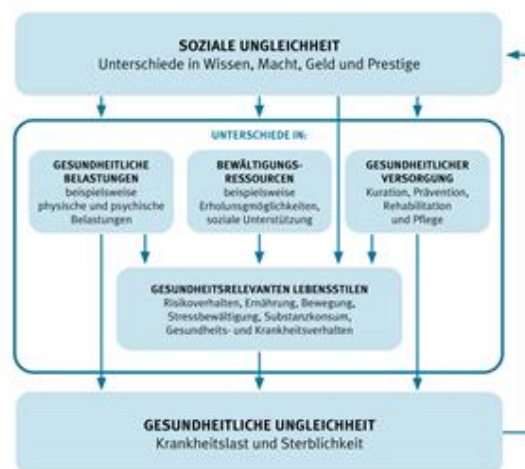 SOZIALE UNGLEICHHEIT
Unterschiede in Wissen, Macht, Geld und Prestige
UNTERSCHIEDE IN:
GESUNDHEITLICHE
BELASTUNGEN
beispielsweise
physische und psychische
Belastungen
BEWÄLTIGUNGS-
RESSOURCEN
beispielsweise
Erholunsmöglichkeiten,
soziale Unterstützung
GESUNDHEITLICHER
VERSORGUNG
Kuration, Prävention,
Rehabilitation
und Pflege
GESUNDHEITSRELEVANTEN LEBENSSTILEN
Risikoverhalten, Ernährung, Bewegung,
Stressbewältigung, Substanzkonsum,
Gesundheits- und Krankheitsverhalten
GESUNDHEITLICHE UNGLEICHHEIT
Krankheitslast und Sterblichkeit